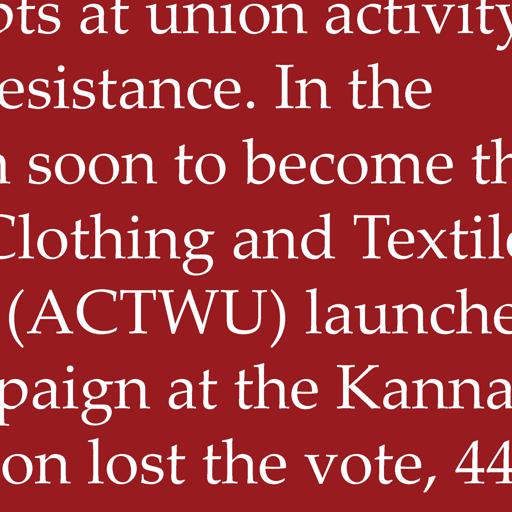 pts at union activity
esistance. In the
n soon to become th
Clothing and Textile
(ACTWU) launche
paign at the Kanna
on lost the vote, 44